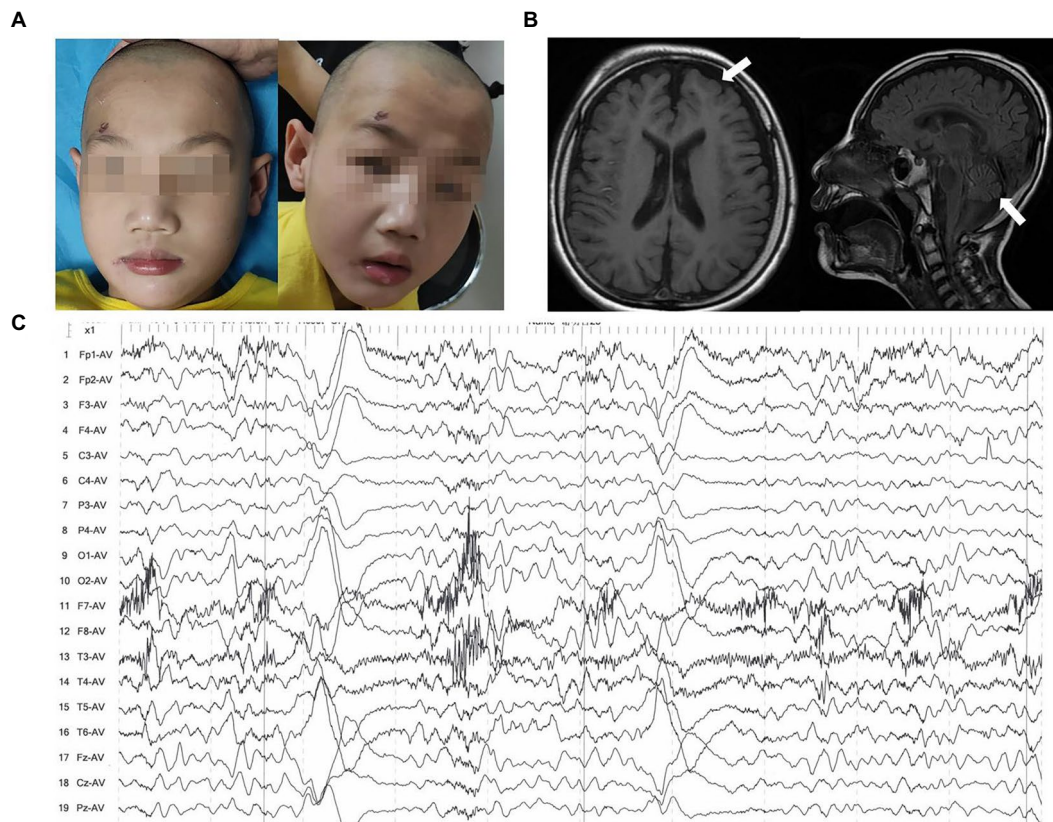 A
B
C
x1
1 Fp1-AV
2 Fp2-AV
3 F3-AV
4 F4-AV
5 C3-AV
6 C4-AV
7 P3-AV
8 P4-AV
9 O1-AV
10 O2-AV
11 F7-AV
12 F8-AV
13 T3-AV
14 T4-AV
15 T5-AV
16 T6-AV
17 Fz-AV
18 Cz-AV
19 Pz-AV